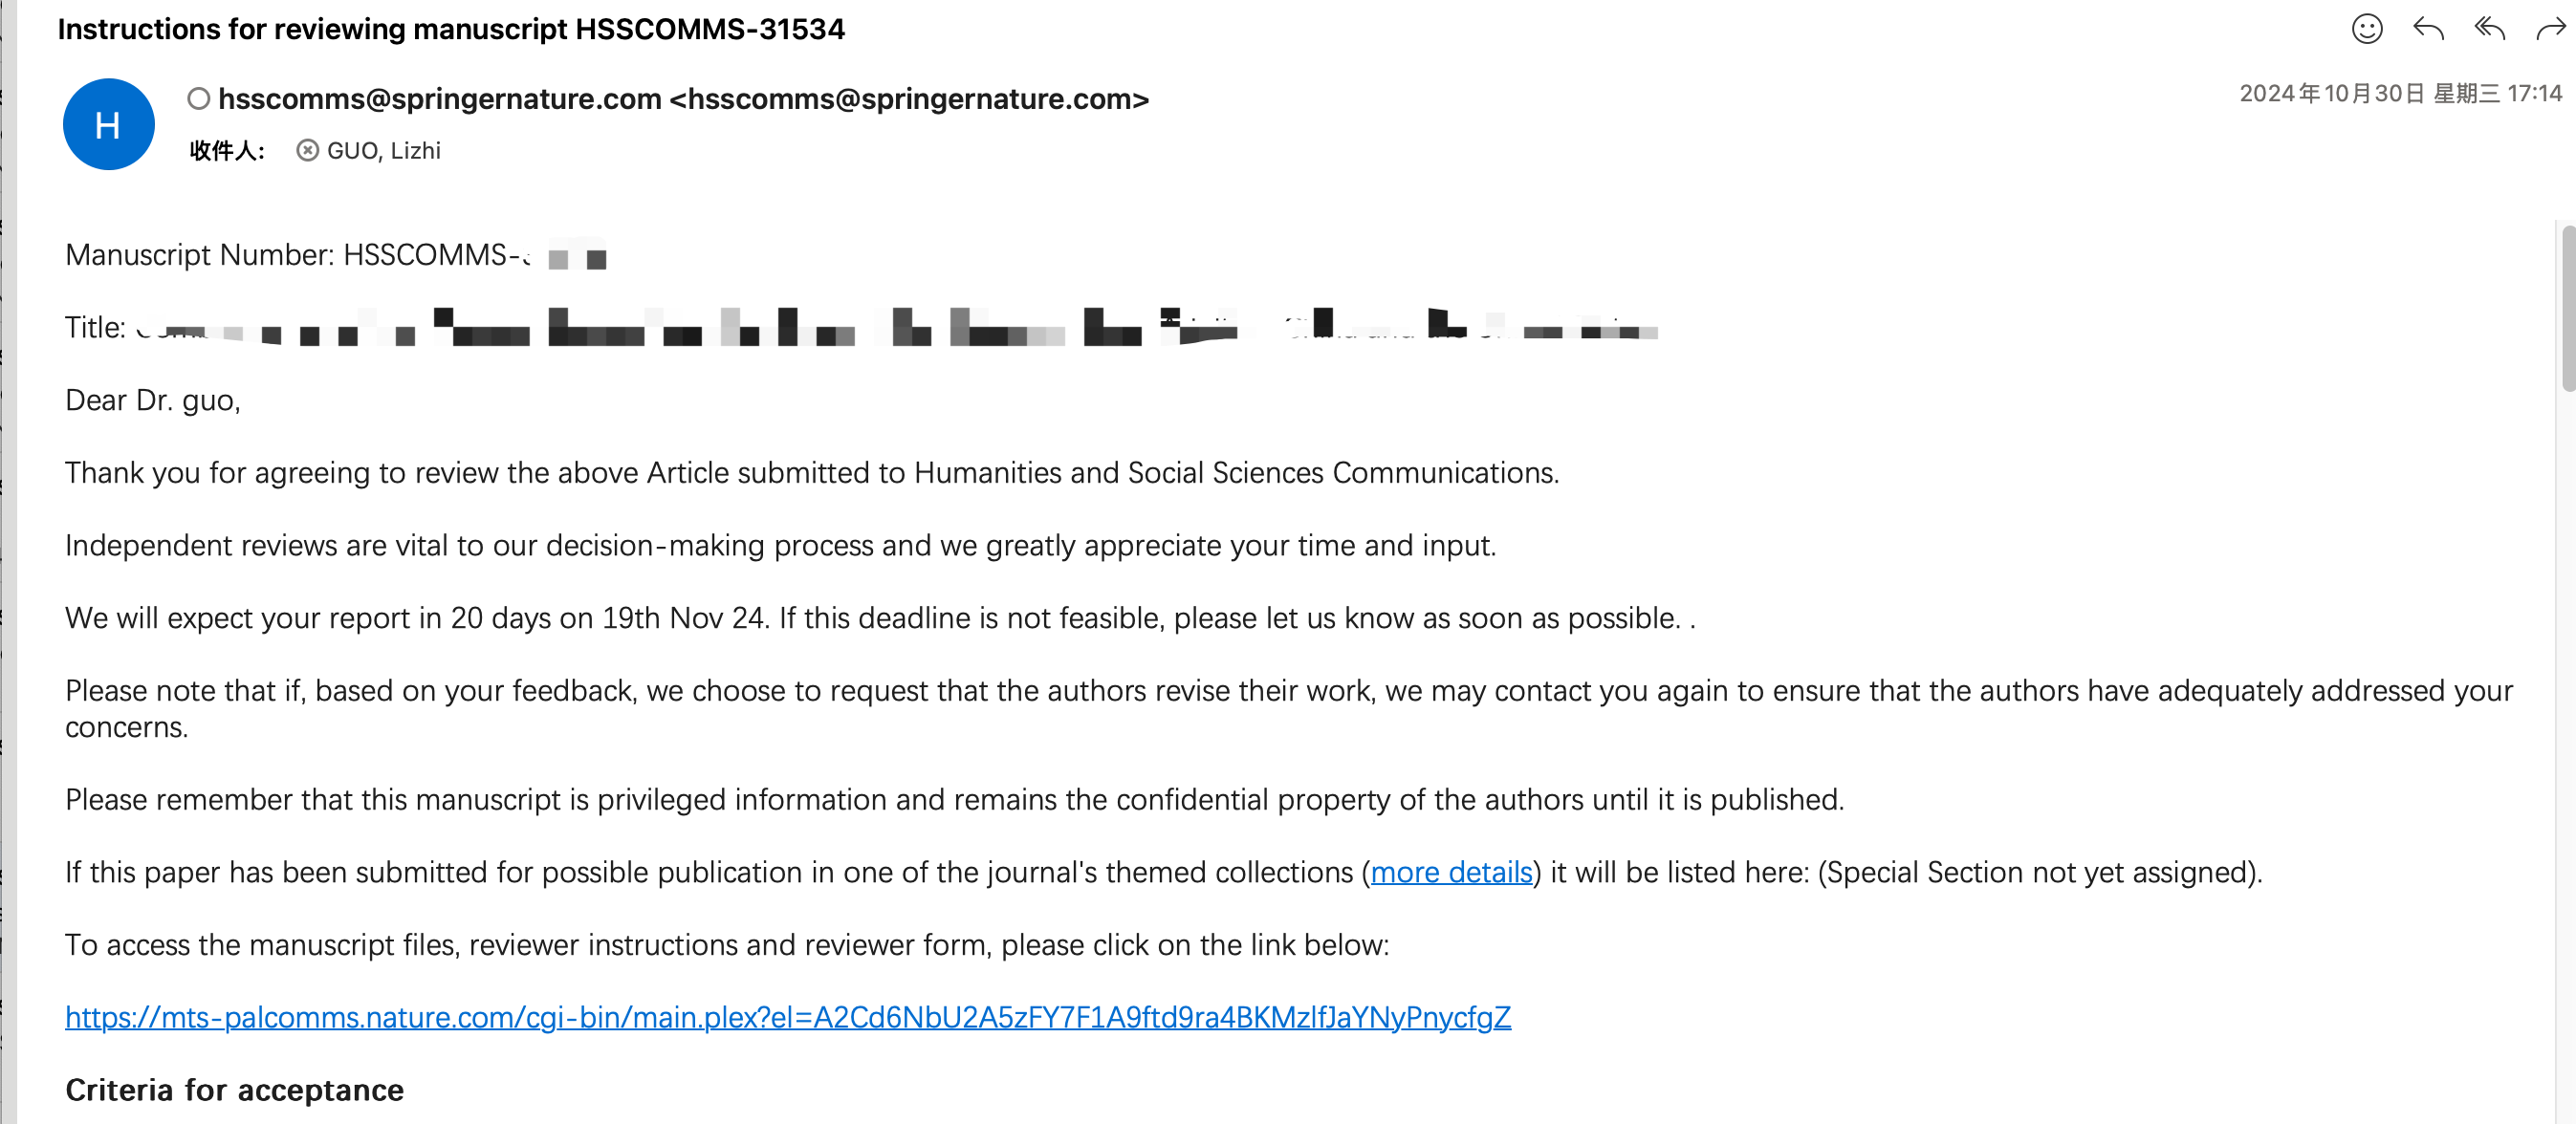 Instructions for reviewing manuscript HSSCOMMS-31534
H
hsscomms@springernature.com <hsscomms@springernature.com>
2024年10月30日 星期三 17:14
收件人: GUO, Lizhi
Manuscript Number: HSSCOMMS-
Title:
Dear Dr. guo,
Thank you for agreeing to review the above Article submitted to Humanities and Social Sciences Communications.
Independent reviews are vital to our decision-making process and we greatly appreciate your time and input.
We will expect your report in 20 days on 19th Nov 24. If this deadline is not feasible, please let us know as soon as possible. .
Please note that if, based on your feedback, we choose to request that the authors revise their work, we may contact you again to ensure that the authors have adequately addressed your
concerns.
Please remember that this manuscript is privileged information and remains the confidential property of the authors until it is published.
If this paper has been submitted for possible publication in one of the journal's themed collections (more details) it will be listed here: (Special Section not yet assigned).
To access the manuscript files, reviewer instructions and reviewer form, please click on the link below:
https://mts-palcomms.nature.com/cgi-bin/main.plex?el=A2Cd6NbU2A5zFY7F1A9ftd9ra4BKMzlfJaYNyPnycfgZ
Criteria for acceptance